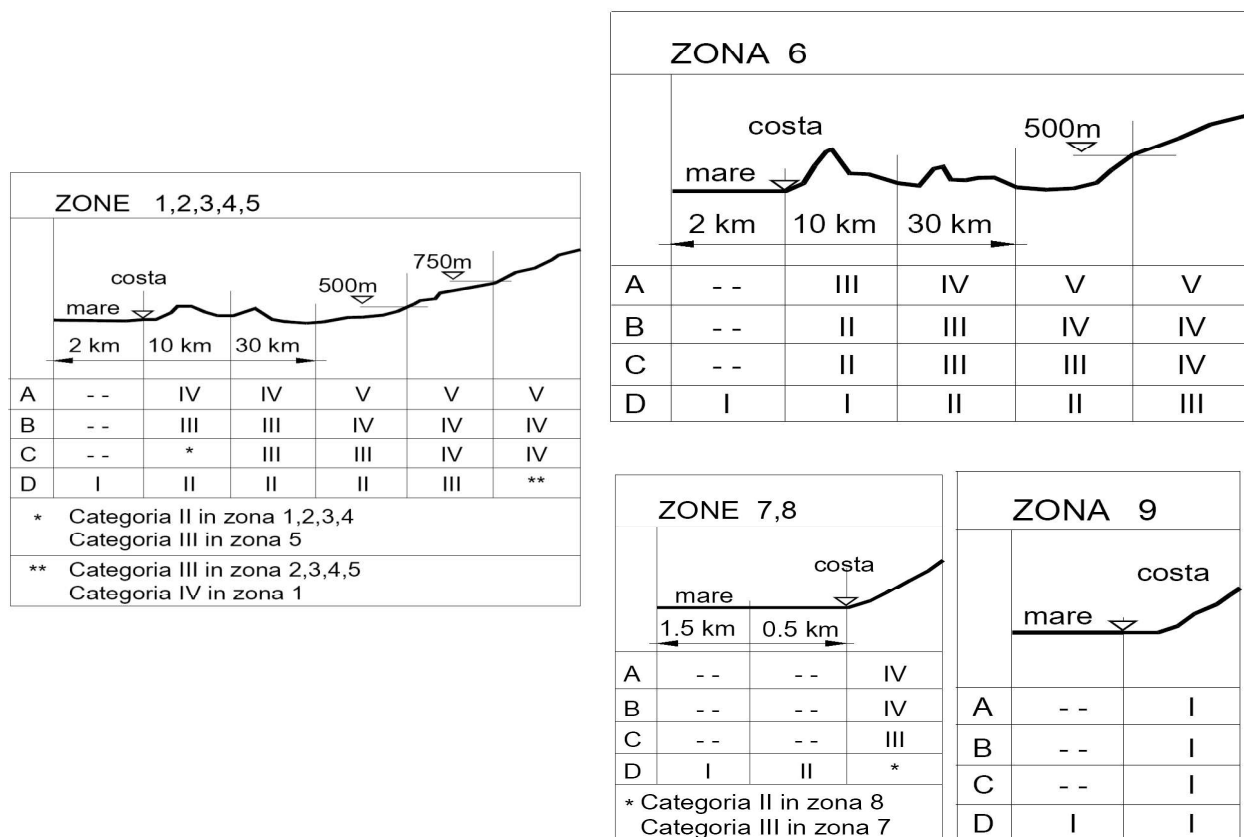 ZONE 1,2,3,4,5
costa
500m
750m
mare
2 km 10 km 30 km
A - - IV IV V V V
B - - III III IV IV IV
C - - * III III IV IV
D I II II II III **
* Categoria II in zona 1,2,3,4
Categoria III in zona 5
** Categoria III in zona 2,3,4,5
Categoria IV in zona 1
ZONA 6
costa
500m
mare
2 km 10 km 30 km
A - - III IV V V
B - - II III IV IV
C - - II III III IV
D I I II II III
ZONE 7,8
costa
mare
1.5 km 0.5 km
A - - - - IV
B - - - - IV
C - - - - III
D I II *
* Categoria II in zona 8
Categoria III in zona 7
ZONA 9
costa
mare
A - - I
B - - I
C - - I
D I I